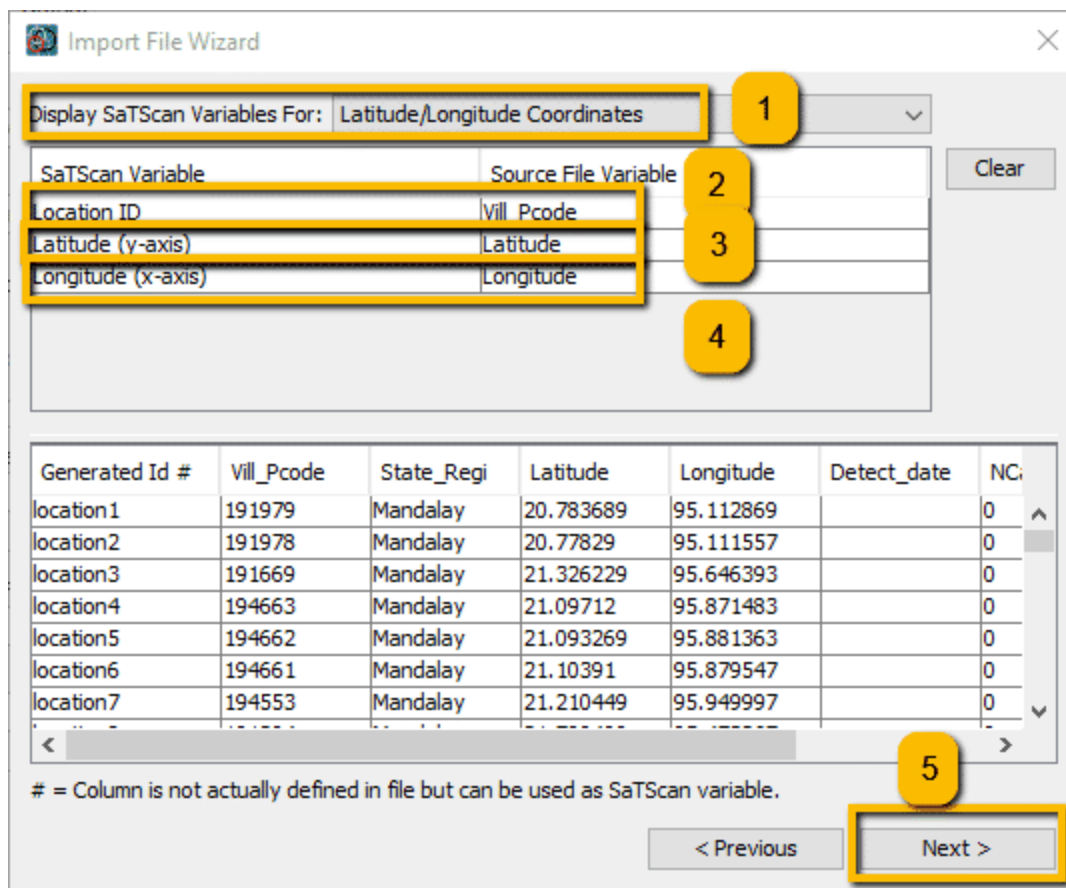 Import File Wizard
Display SaTScan Variables For: Latitude/Longitude Coordinates 1
SaTScan Variable Source File Variable Clear
2
Location ID Vill_Pcode
Latitude (y-axis) Latitude 3
Longitude (x-axis) Longitude
4
Generated Id # Vill_Pcode State_Regi Latitude Longitude Detect_date
location1 191979 Mandalay 20.783689 95.112869 0
location2 191978 Mandalay 20.77829 95.111557 0
location3 191669 Mandalay 21.326229 95.646393 0
location4 194663 Mandalay 21.09712 95.871483 0
location5 194662 Mandalay 21.093269 95.881363 0
location6 194661 Mandalay 21.10391 95.879547 0
location7 194553 Mandalay 21.210449 95.949997 0
5
# = Column is not actually defined in file but can be used as SaTScan variable.
< Previous Next >